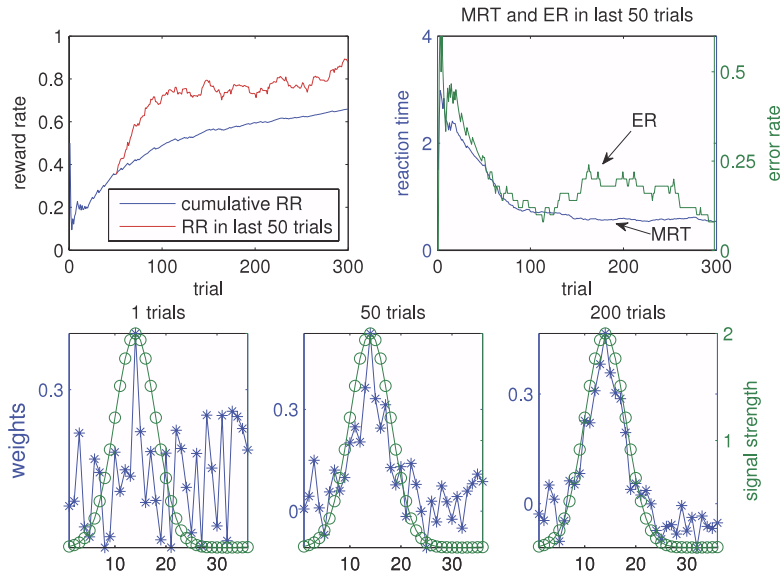 MRT and ER in last 50 trials
1
0.8
0.6
0.4
0.2
0
reward rate
0 100 200 300
trial
cumulative RR
RR in last 50 trials
4
2
0
reaction time
0.5
0.25
0
error rate
ER
MRT
0 100 200 300
trial
1 trials
0.3
weights
10 20 30
50 trials
0.3
0
10 20 30
200 trials
0.3
0
10 20 30
2
1
0
signal strength